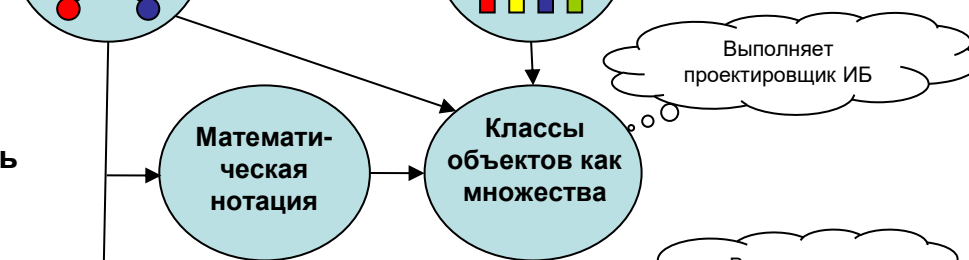 Выполняет
проектировщик ИБ
Математи-
ческая
нотация
Классы
объектов как
множества
ь